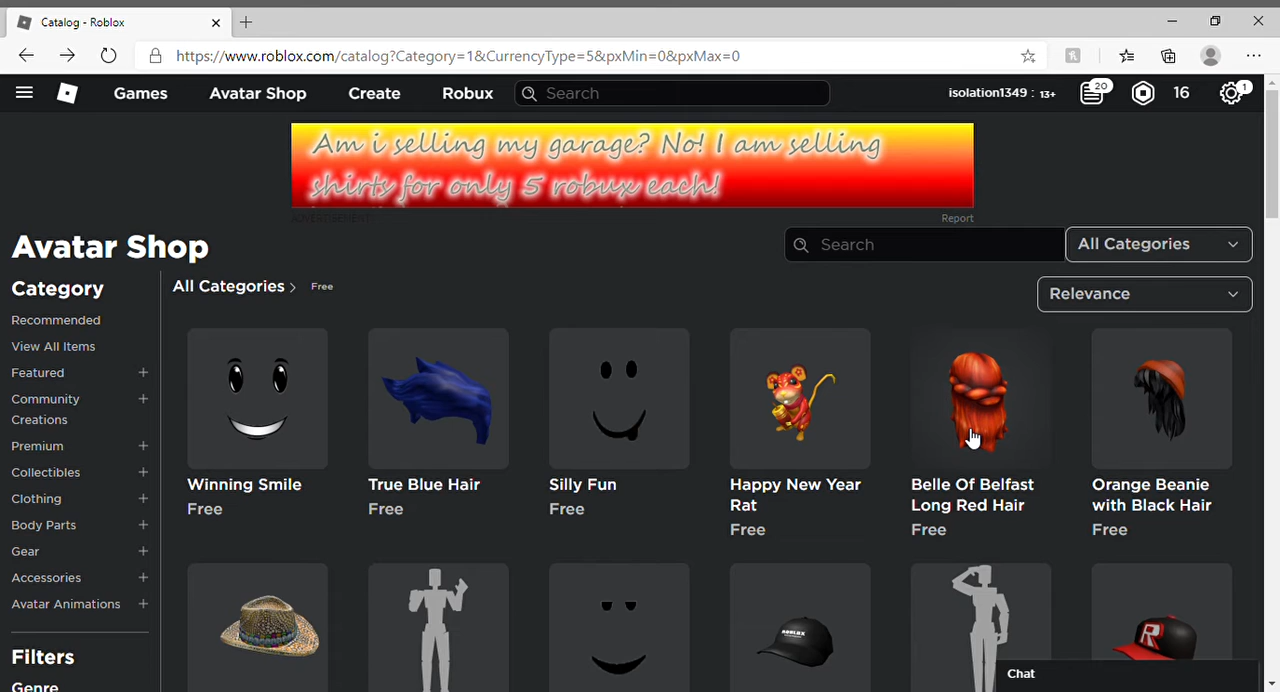 Catalog - Roblox
https://www.roblox.com/catalog?Category=1&CurrencyType=5&pxMin=0&pxMax=0
Games
Avatar Shop
Create
Robux
Search
isolation1349 : 13+
20
16
1
Am i selling my garage? No! I am selling
shirts for only 5 robux each!
ADVERTISEMENT
Report
Avatar Shop
Search
All Categories
Category
All Categories > Free
Relevance
Recommended
View All Items
Featured +
Community +
Creations
Premium +
Collectibles +
Clothing +
Body Parts +
Gear +
Accessories +
Avatar Animations +
Filters
Genre
Winning Smile
Free
True Blue Hair
Free
Silly Fun
Free
Happy New Year
Rat
Free
Belle Of Belfast
Long Red Hair
Free
Orange Beanie
with Black Hair
Free
ROBLOX
R
Chat